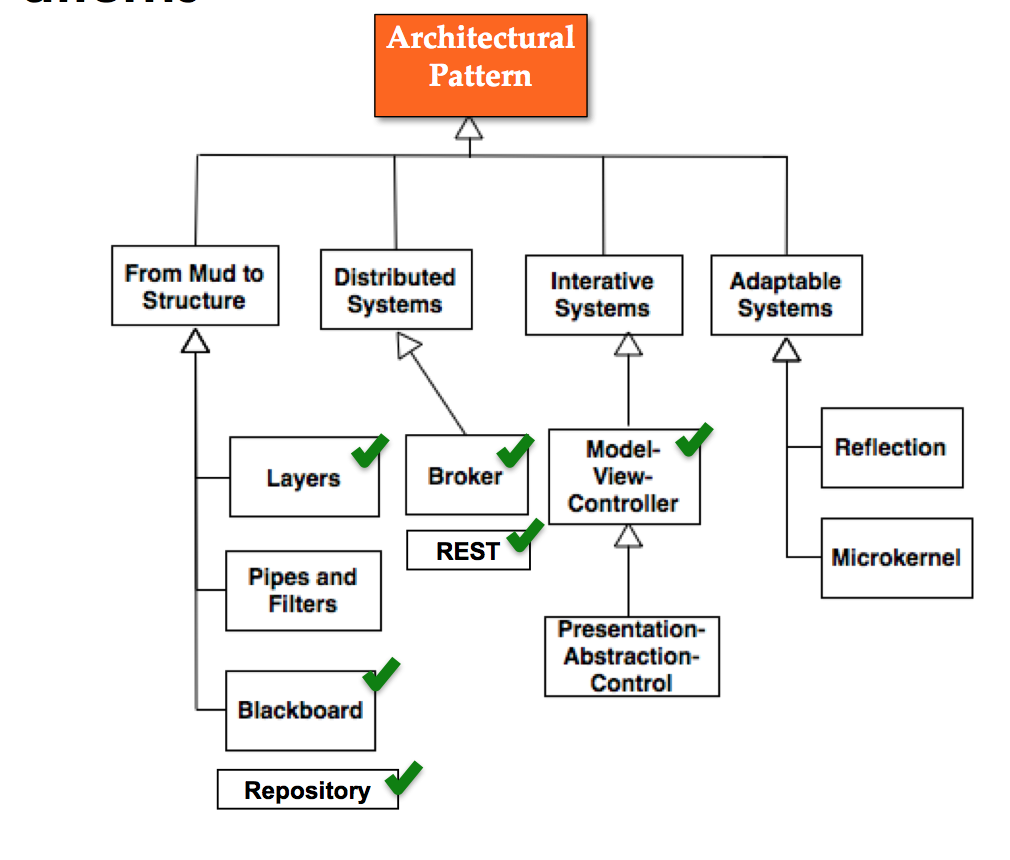 Architectural
Pattern
From Mud to
Structure
Distributed
Systems
Interative
Systems
Adaptable
Systems
Layers
Broker
Model-
View-
Controller
Reflection
REST
Pipes and
Filters
Microkernel
Presentation-
Abstraction-
Control
Blackboard
Repository